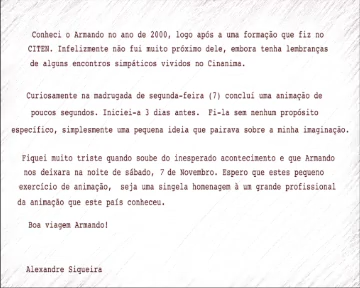 Conheci o Armando no ano de 2000, logo após a uma formação que fiz no
CITEN. Infelizmente não fui muito próximo dele, embora tenha lembranças
de alguns encontros simpáticos vividos no Cinanima.
Curiosamente na madrugada de segunda-feira (7) conclui uma animação de
poucos segundos. Iniciei-a 3 dias antes. Fi-la sem nenhum propósito
específico, simplesmente uma pequena ideia que pairava sobre a minha imaginação.
Fiquei muito triste quando soube do inesperado acontecimento e que Armando
nos deixara na noite de sábado, 7 de Novembro. Espero que estes pequeno
exercício de animação, seja uma singela homenagem à um grande profissional
da animação que este país conheceu.
Boa viagem Armando!
Alexandre Siqueira